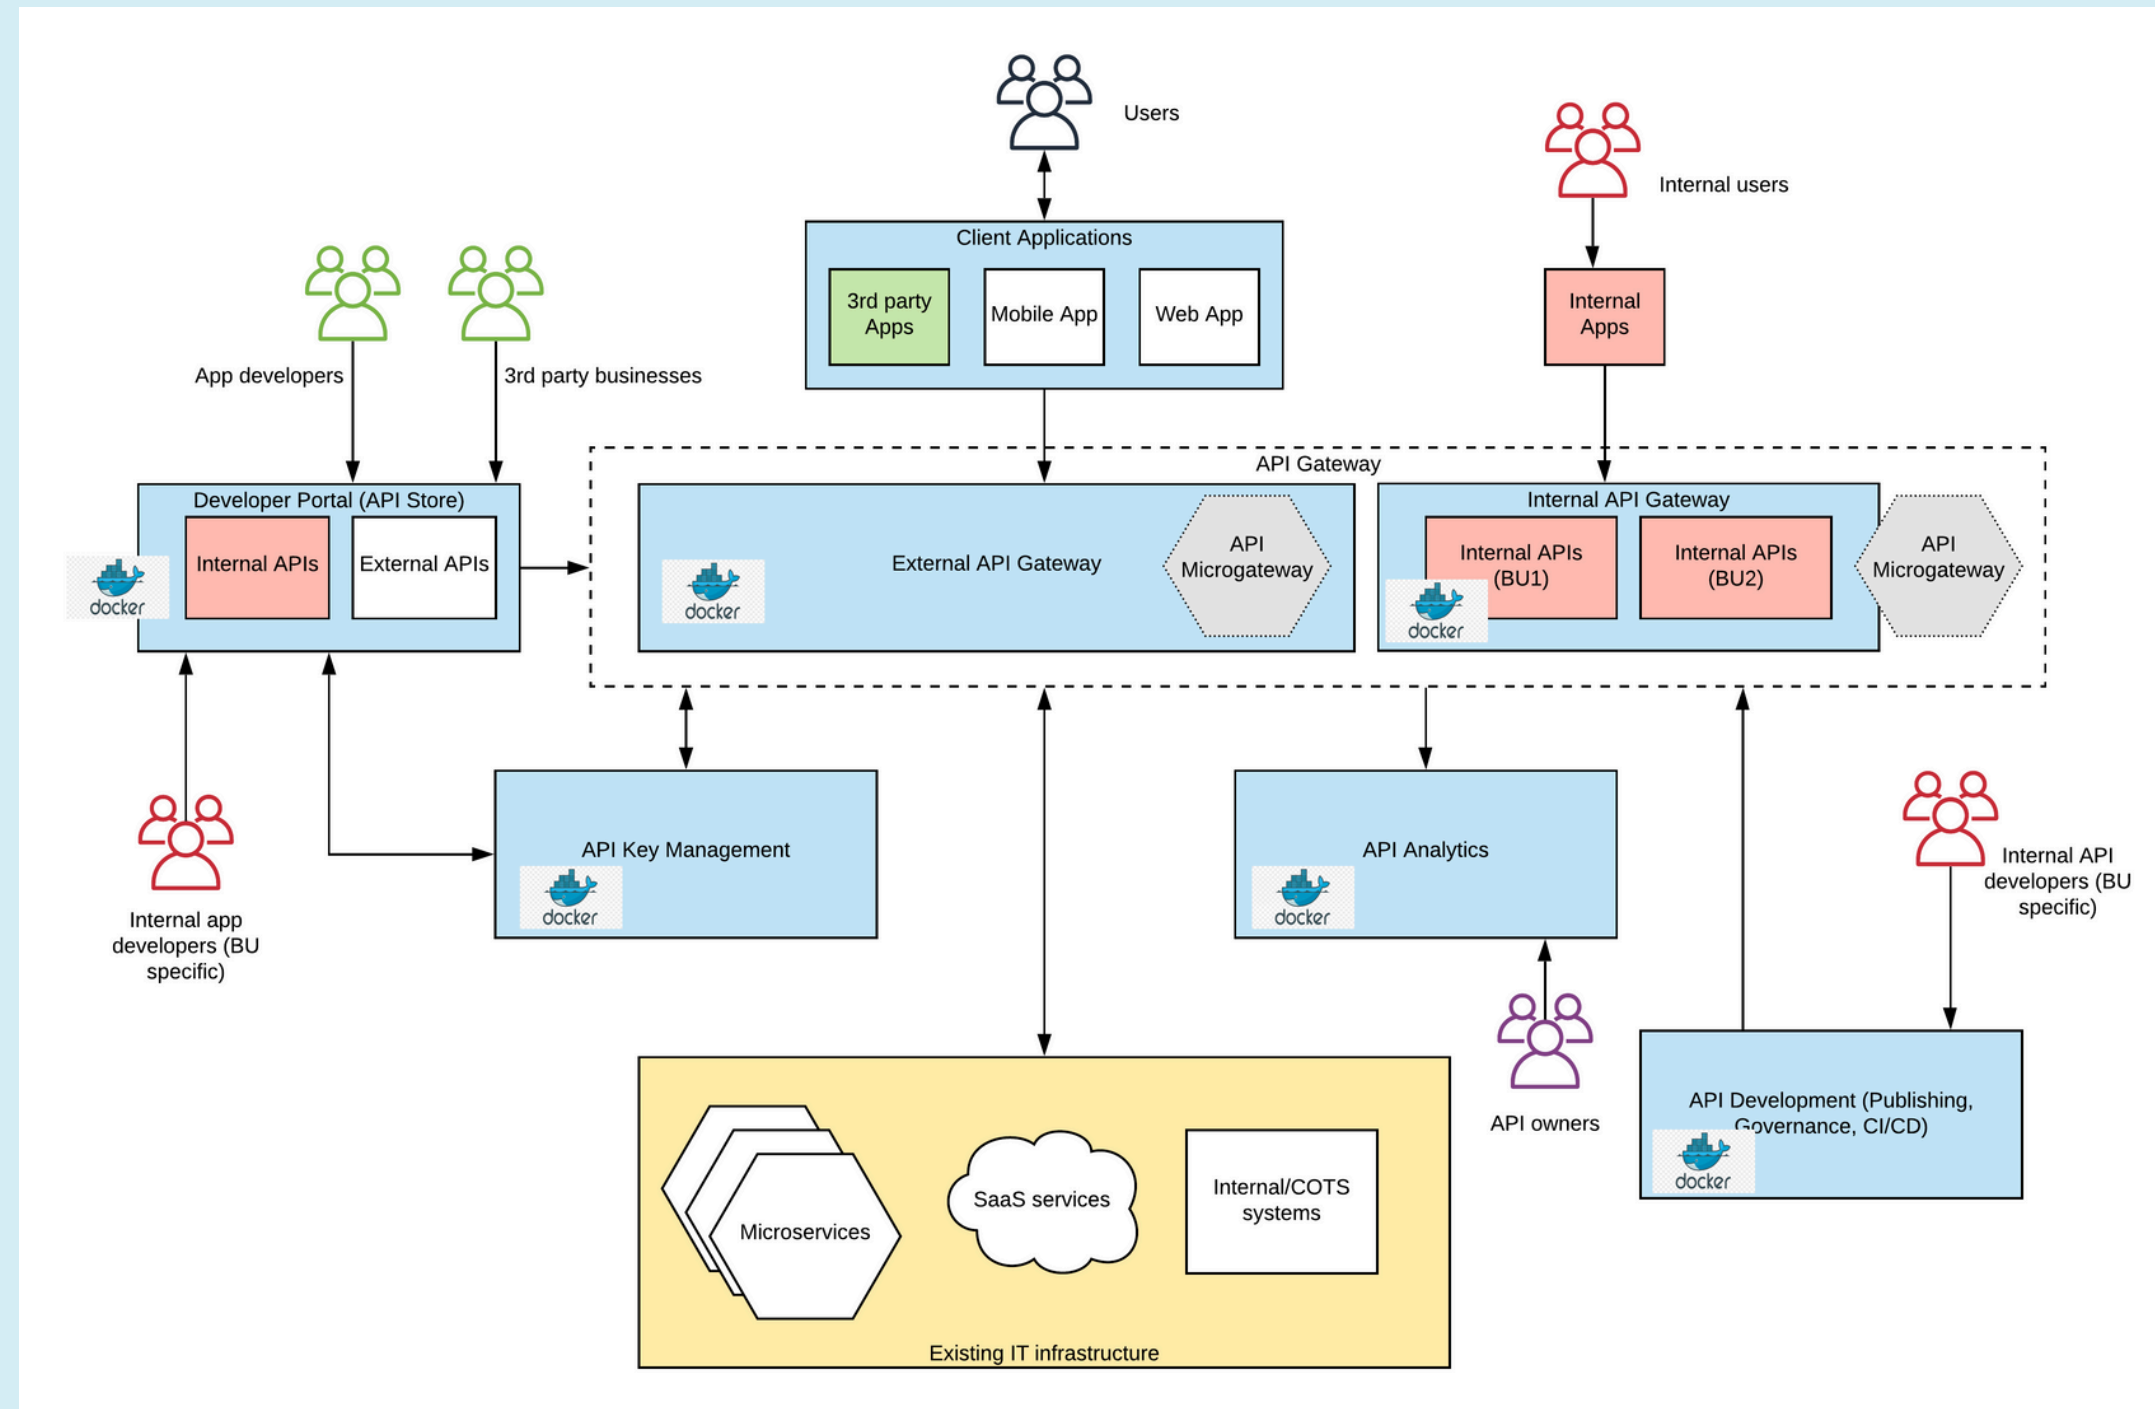 Users
Internal users
Client Applications
3rd party
Apps
Mobile App
Web App
Internal
Apps
App developers
3rd party businesses
API Gateway
Developer Portal (API Store)
Internal APIs
External APIs
docker
External API Gateway
docker
API
Microgateway
Internal API Gateway
Internal APIs
(BU1)
Internal APIs
(BU2)
docker
API
Microgateway
Internal app
developers (BU
specific)
API Key Management
docker
API Analytics
docker
Internal API
developers (BU
specific)
API owners
API Development (Publishing,
Governance, CI/CD)
docker
Microservices
SaaS services
Internal/COTS
systems
Existing IT infrastructure